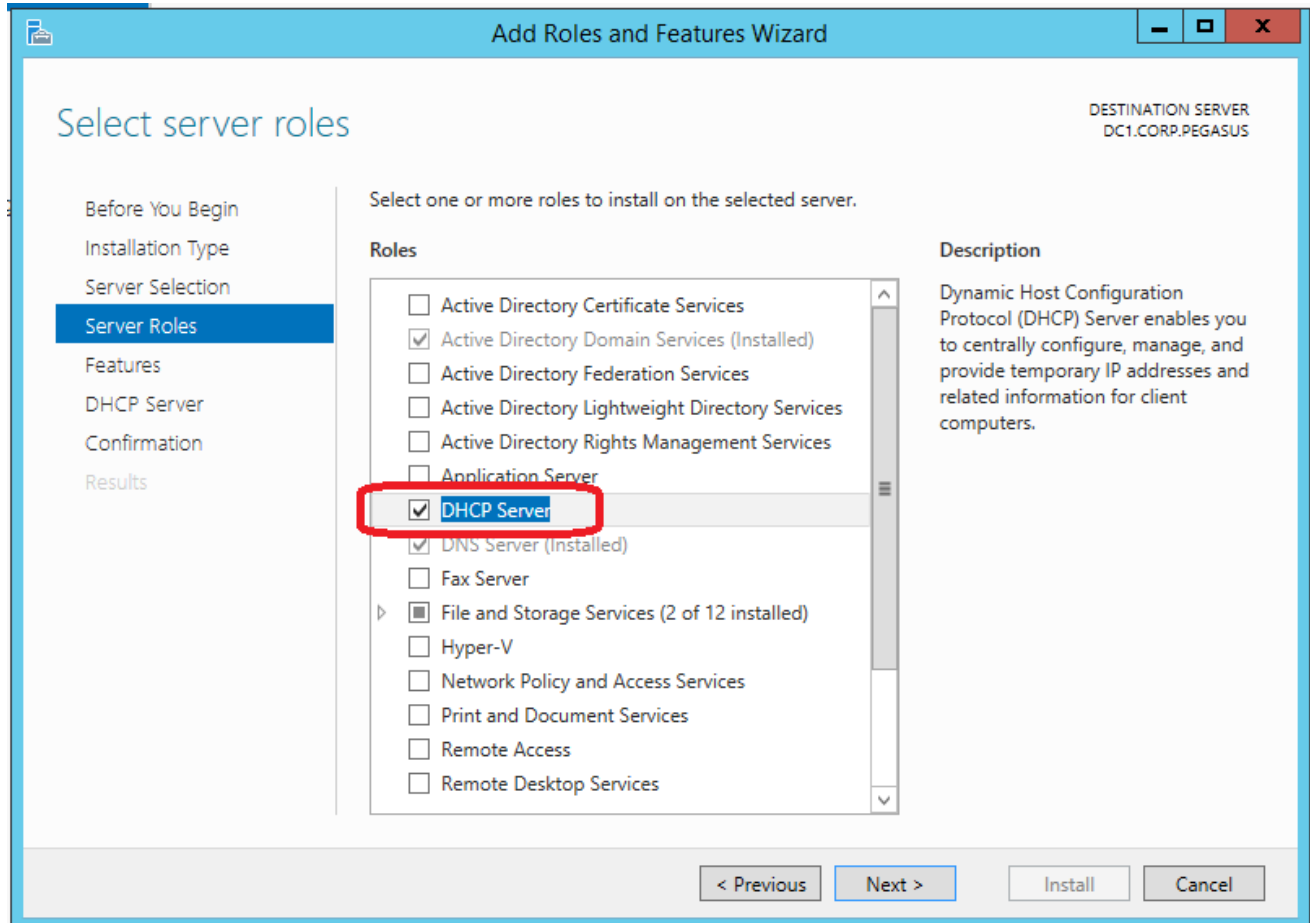 Add Roles and Features Wizard
Select server roles
DESTINATION SERVER
DC1.CORP.PEGASUS
Before You Begin
Installation Type
Server Selection
Server Roles
Features
DHCP Server
Confirmation
Results
Select one or more roles to install on the selected server.
Roles
Active Directory Certificate Services
Active Directory Domain Services (Installed)
Active Directory Federation Services
Active Directory Lightweight Directory Services
Active Directory Rights Management Services
Application Server
DHCP Server
DNS Server (Installed)
Fax Server
File and Storage Services (2 of 12 installed)
Hyper-V
Network Policy and Access Services
Print and Document Services
Remote Access
Remote Desktop Services
Description
Dynamic Host Configuration
Protocol (DHCP) Server enables you
to centrally configure, manage, and
provide temporary IP addresses and
related information for client
computers.
< Previous
Next >
Install
Cancel